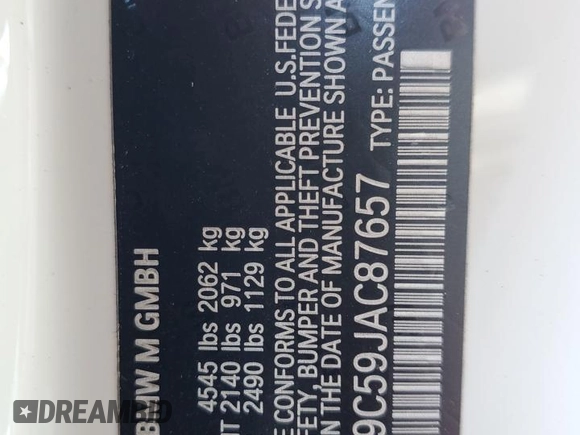 BMW M GMBH
4545 lbs 2062 kg
NT 2140 lbs 971 kg
2490 lbs 1129 kg
E CONFORMS TO ALL APPLICABLE U.S.FEDE
FETY, BUMPER AND THEFT PREVENTION S
N THE DATE OF MANUFACTURE SHOWN A
9C59JAC87657 TYPE: PASSEN
DREAMBID